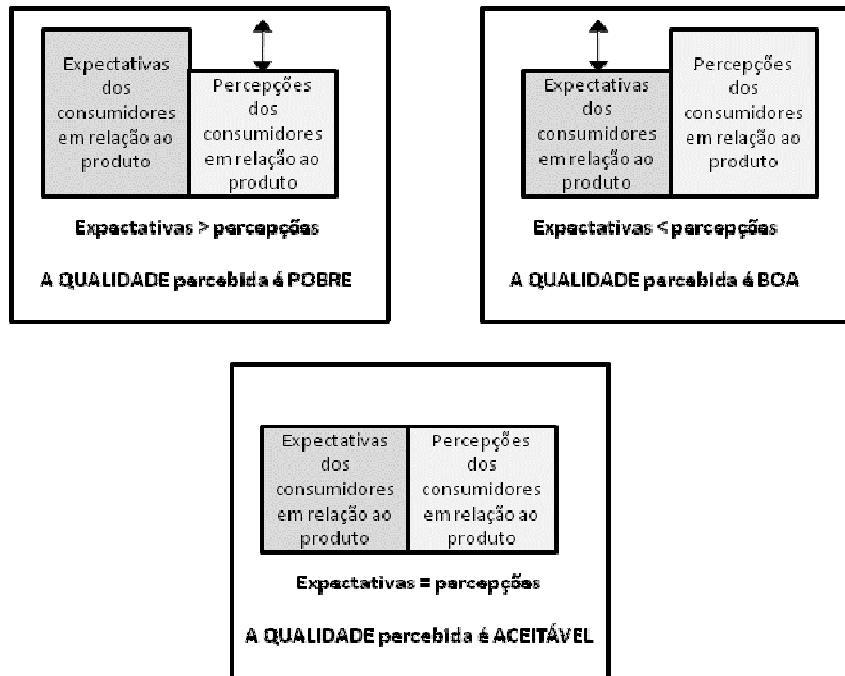 Expectativas
dos
consumidores
em relação ao
produto
Percepções
dos
consumidores
em relação ao
produto
Expectativas > percepções
A QUALIDADE percebida é POBRE
Expectativas
dos
consumidores
em relação ao
produto
Percepções
dos
consumidores
em relação ao
produto
Expectativas < percepções
A QUALIDADE percebida é BOA
Expectativas
dos
consumidores
em relação ao
produto
Percepções
dos
consumidores
em relação ao
produto
Expectativas = percepções
A QUALIDADE percebida é ACEITÁVEL